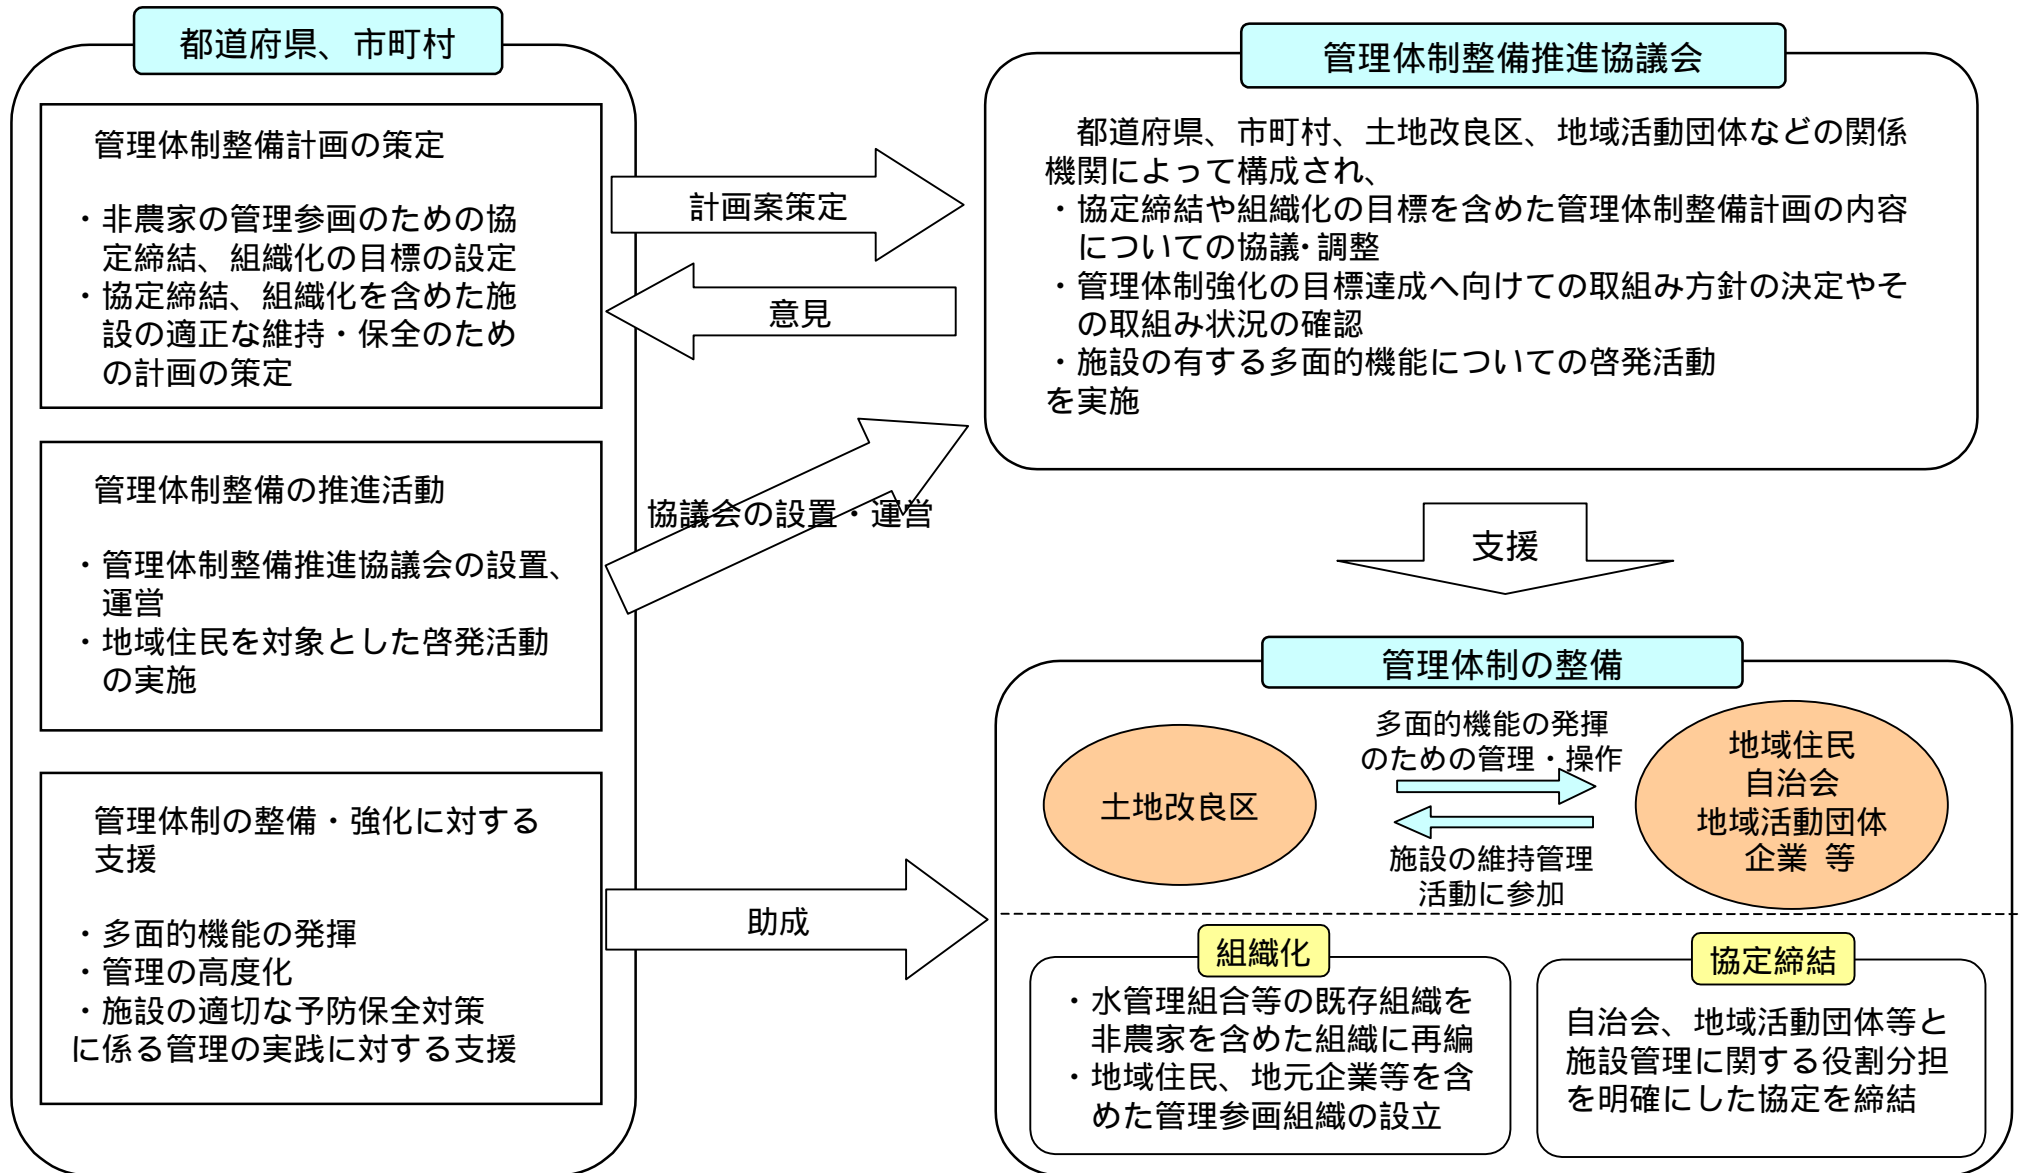 都道府県、市町村
管理体制整備計画の策定
・非農家の管理参画のための協
定締結、組織化の目標の設定
・協定締結、組織化を含めた施
設の適正な維持・保全のため
の計画の策定
管理体制整備の推進活動
・管理体制整備推進協議会の設置、
運営
・地域住民を対象とした啓発活動
の実施
管理体制の整備・強化に対する
支援
・多面的機能の発揮
・管理の高度化
・施設の適切な予防保全対策
に係る管理の実践に対する支援
計画案策定
意見
協議会の設置・運営
助成
管理体制整備推進協議会
都道府県、市町村、土地改良区、地域活動団体などの関係
機関によって構成され、
・協定締結や組織化の目標を含めた管理体制整備計画の内容
についての協議・調整
・管理体制強化の目標達成へ向けての取組み方針の決定やそ
の取組み状況の確認
・施設の有する多面的機能についての啓発活動
を実施
支援
管理体制の整備
土地改良区
多面的機能の発揮
のための管理・操作
施設の維持管理
活動に参加
地域住民
自治会
地域活動団体
企業 等
組織化
・水管理組合等の既存組織を
非農家を含めた組織に再編
・地域住民、地元企業等を含
めた管理参画組織の設立
協定締結
自治会、地域活動団体等と
施設管理に関する役割分担
を明確にした協定を締結